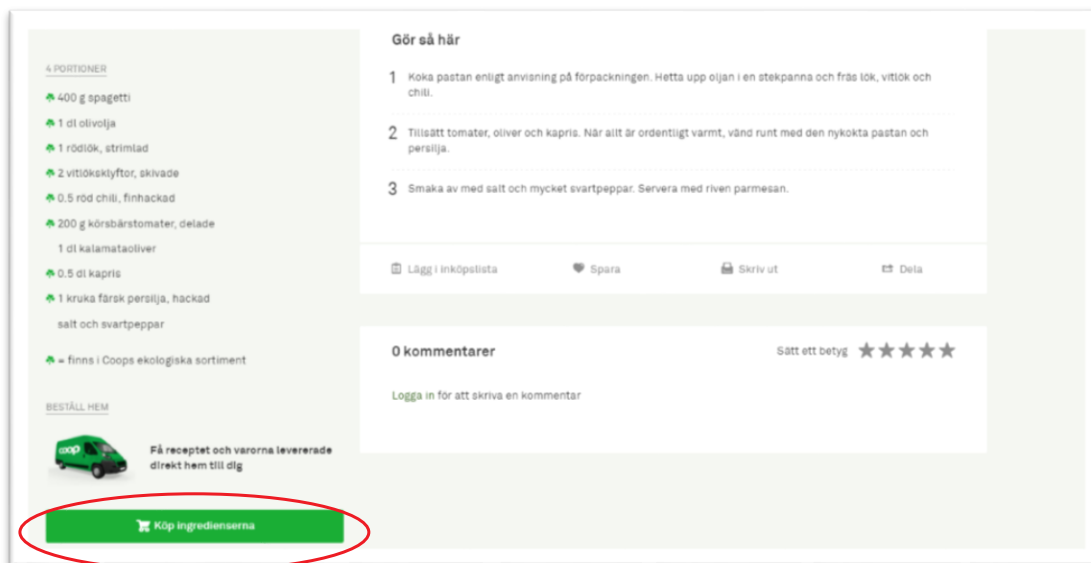 4 PORTIONER
400 g spagetti
1 dl olivolja
1 rödlök, strimlad
2 vitlöksklyftor, skivade
0.5 röd chili, finhackad
200 g körsbärstomater, delade
1 dl kalamataoliver
0.5 dl kapris
1 kruka färsk persilja, hackad
salt och svartpeppar
= finns i Coops ekologiska sortiment
BESTÄLL HEM
coop
Få receptet och varorna levererade
direkt hem till dig
Köp ingredienserna
Gör så här
1 Koka pastan enligt anvisning på förpackningen. Hetta upp oljan i en stekpanna och fräs lök, vitlök och
chili.
2 Tillsätt tomater, oliver och kapris. När allt är ordentligt varmt, vänd runt med den nykokta pastan och
persilja.
3 Smaka av med salt och mycket svartpeppar. Servera med riven parmesan.
Lägg i inköpslista Spara Skriv ut Dela
0 kommentarer Sätt ett betyg
Logga in för att skriva en kommentar